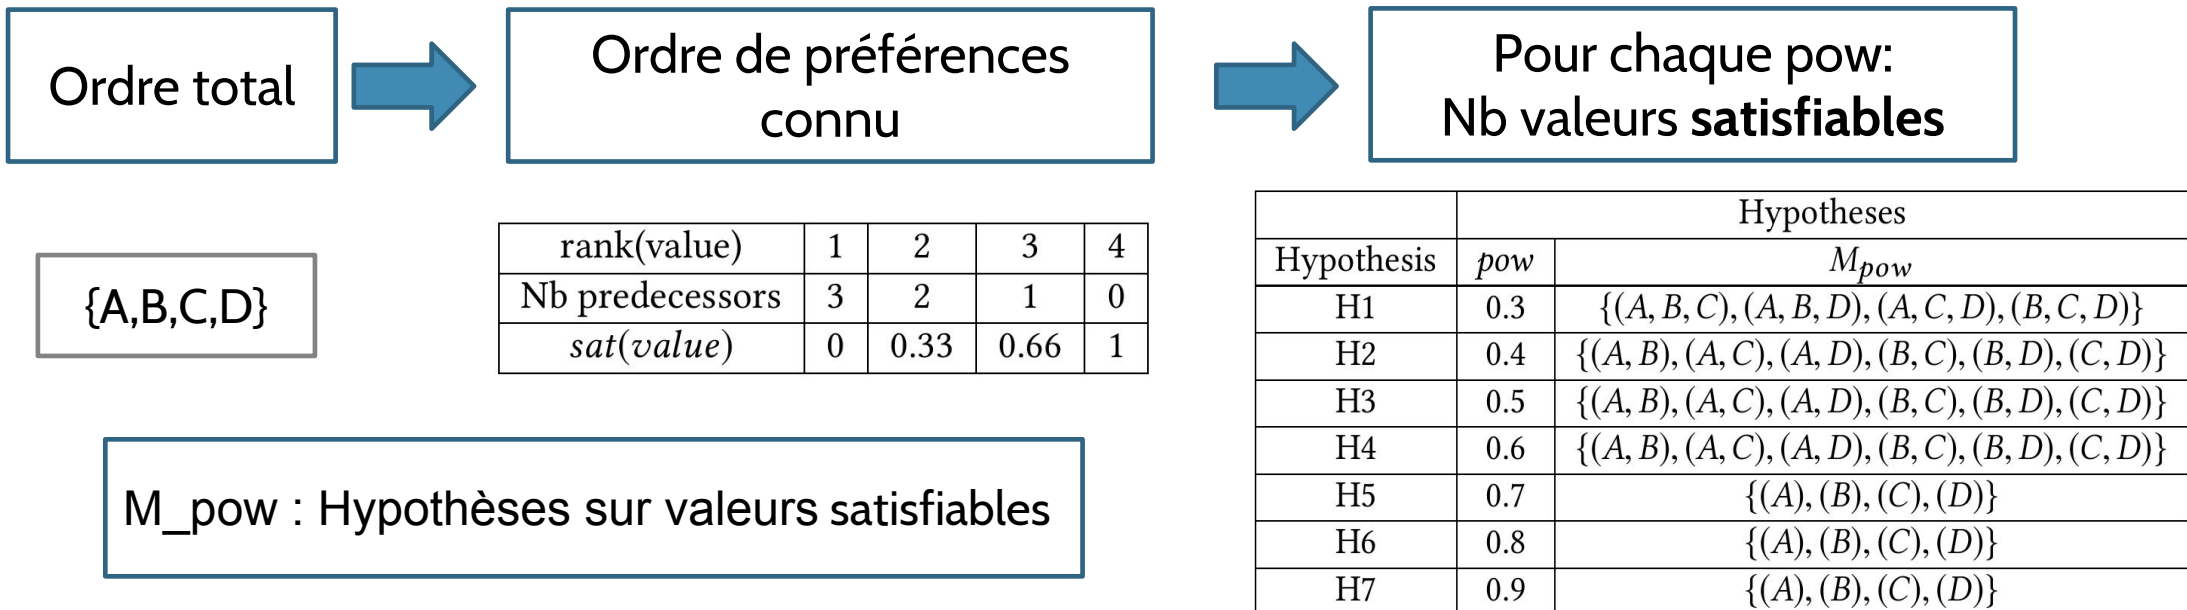 Ordre total
Ordre de préférences
connu
Pour chaque pow:
Nb valeurs satisfiables
{A,B,C,D}
rank(value) 1 2 3 4
Nb predecessors 3 2 1 0
sat(value) 0 0.33 0.66 1
M_pow : Hypothèses sur valeurs satisfiables
Hypotheses
Hypothesis pow M_pow
H1 0.3 {(A, B, C), (A, B, D), (A, C, D), (B, C, D)}
H2 0.4 {(A, B), (A, C), (A, D), (B, C), (B, D), (C, D)}
H3 0.5 {(A, B), (A, C), (A, D), (B, C), (B, D), (C, D)}
H4 0.6 {(A, B), (A, C), (A, D), (B, C), (B, D), (C, D)}
H5 0.7 {(A), (B), (C), (D)}
H6 0.8 {(A), (B), (C), (D)}
H7 0.9 {(A), (B), (C), (D)}